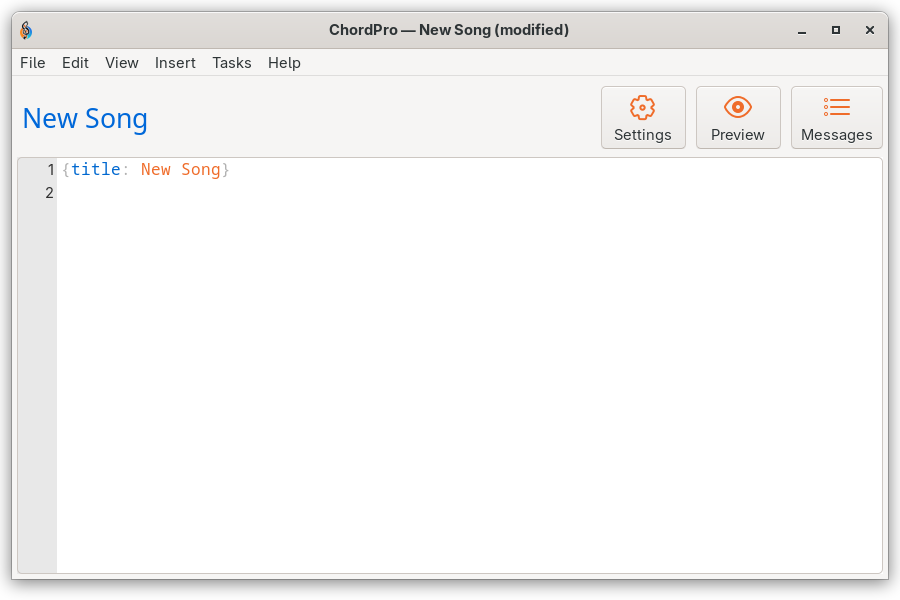 ChordPro — New Song (modified)
File Edit View Insert Tasks Help
New Song
Settings Preview Messages
1 {title: New Song}
2